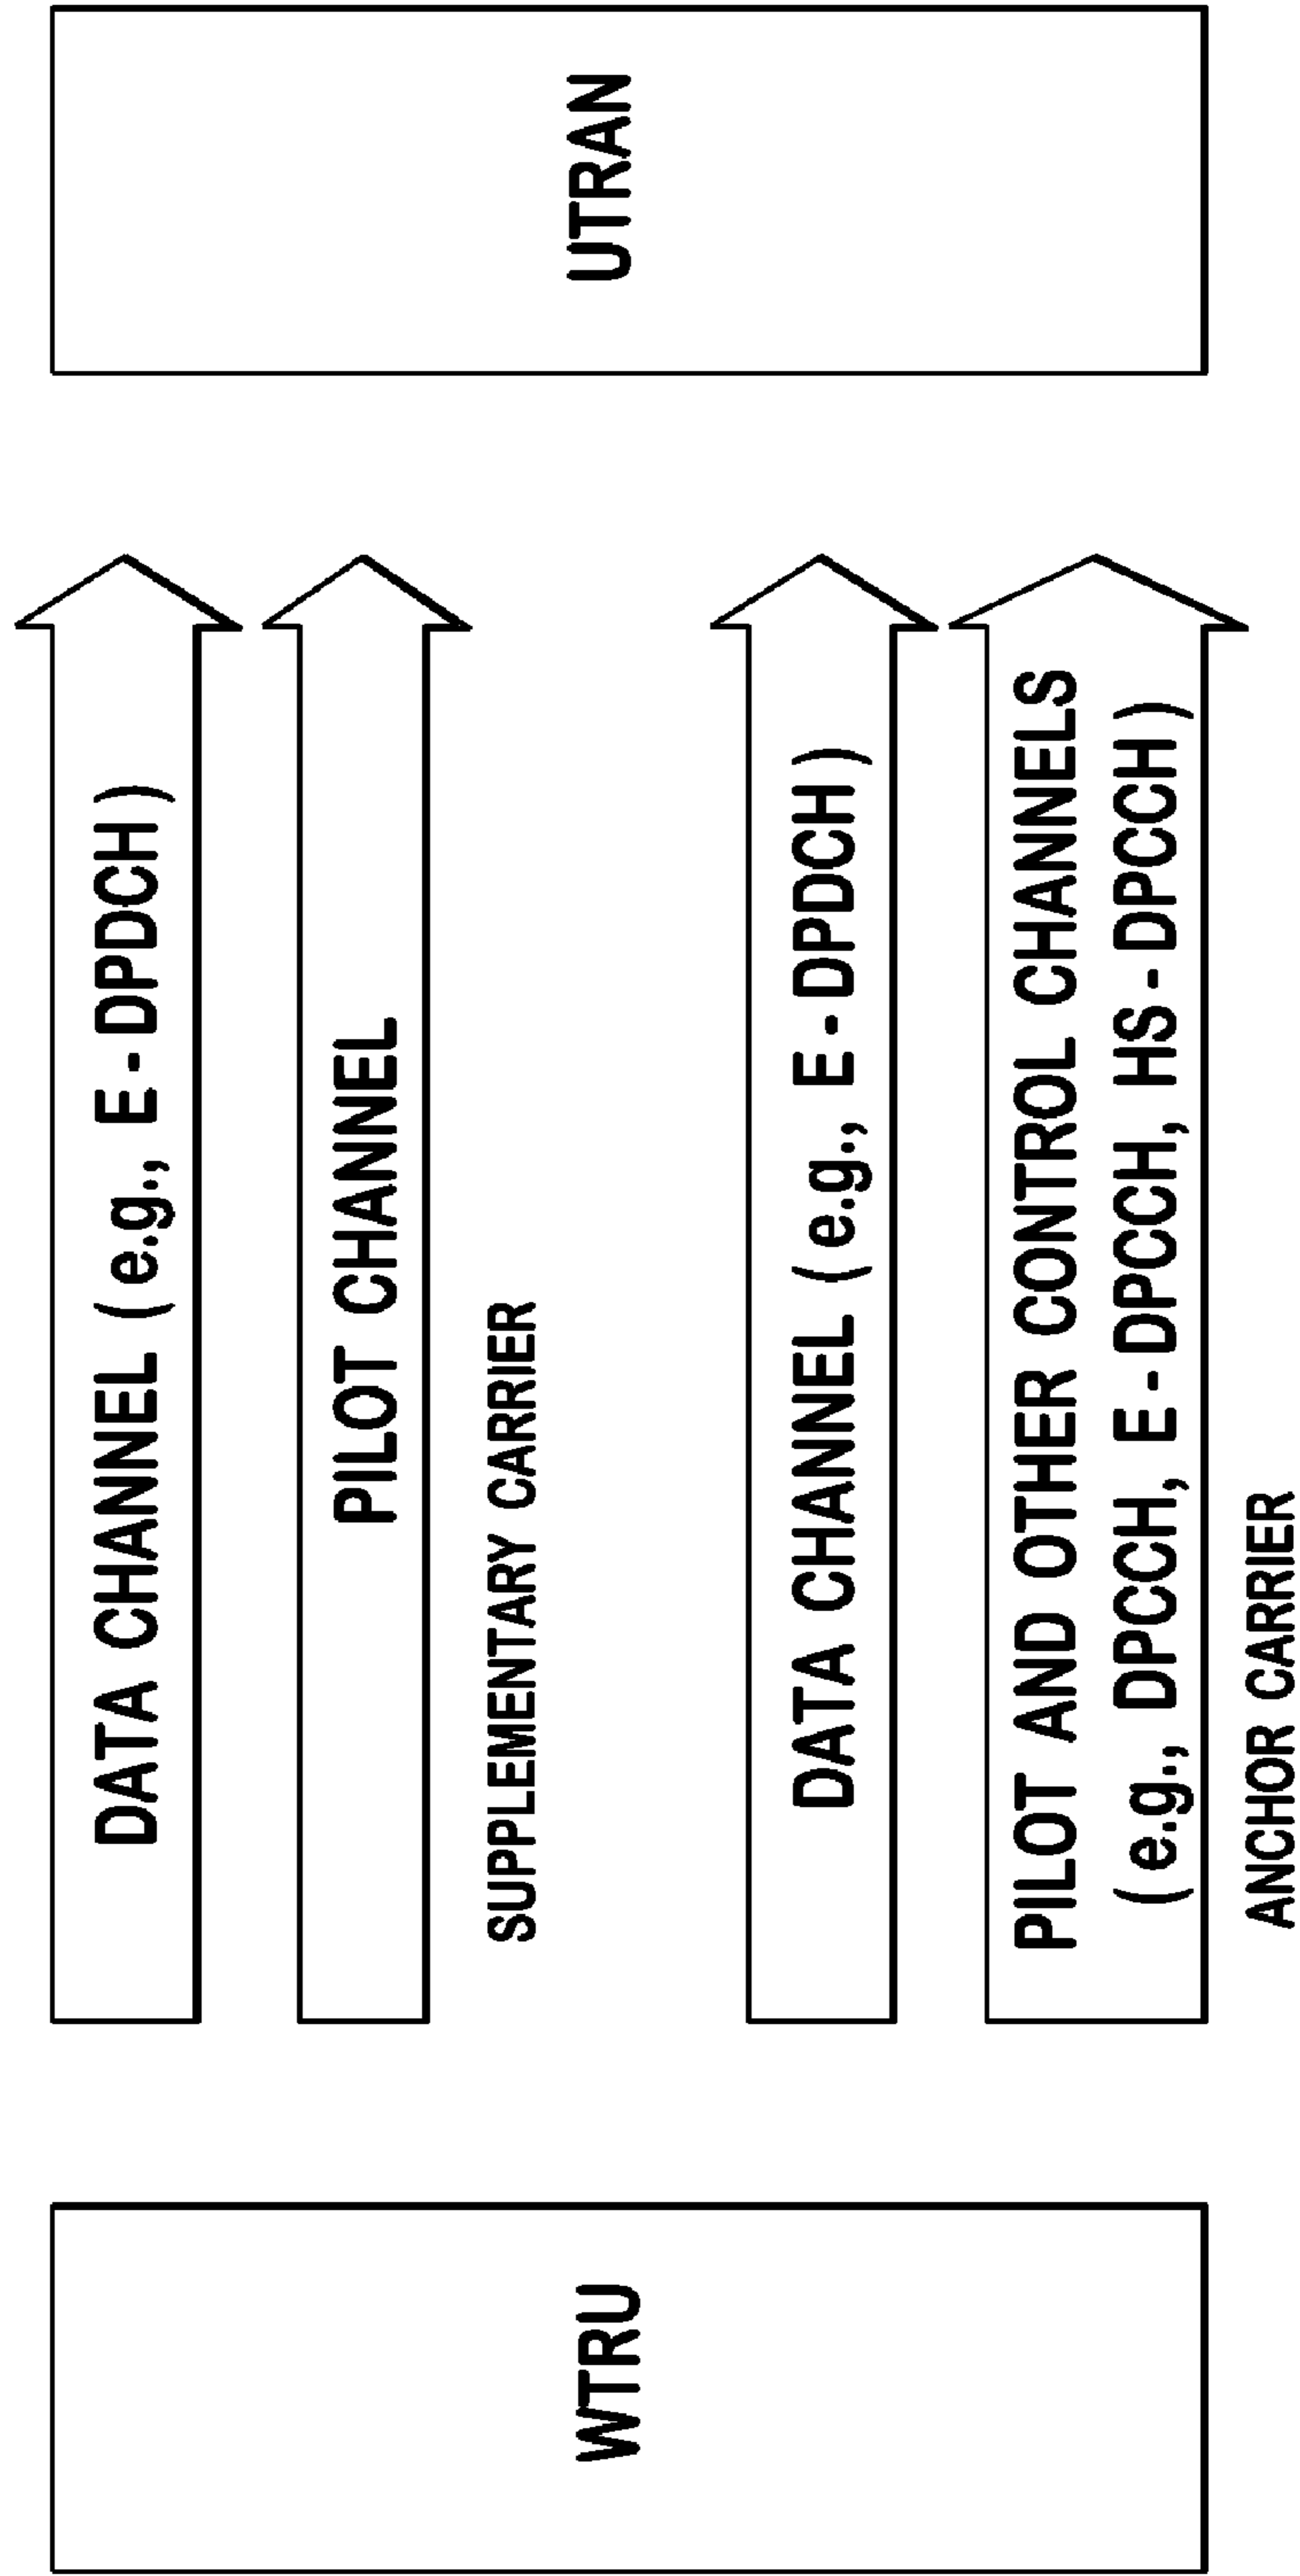 WTRU
DATA CHANNEL ( e.g., E - DPDCH )
PILOT CHANNEL
SUPPLEMENTARY CARRIER
DATA CHANNEL ( e.g., E - DPDCH )
PILOT AND OTHER CONTROL CHANNELS
( e.g., DPCCH, E - DPCCH, HS - DPCCH )
ANCHOR CARRIER
UTRAN